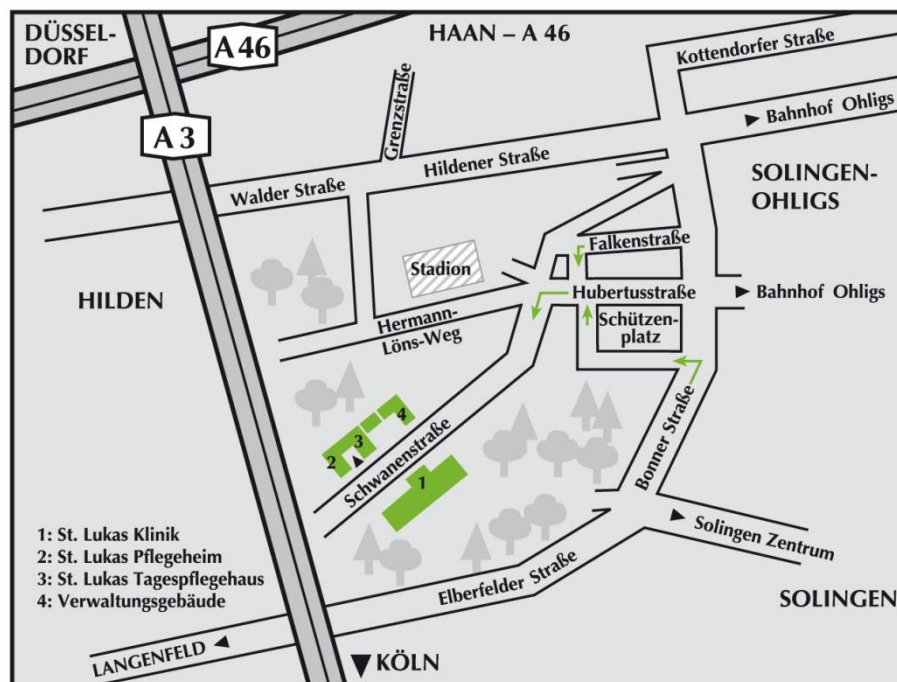 DÜSSEL-
DORF
A 46
HAAN – A 46
Kottendorfer Straße
A 3
Grenzstraße
Bahnhof Ohligs
Hildener Straße
Walder Straße
SOLINGEN-
OHLIGS
Falkenstraße
Stadion
HILDEN
Hubertusstraße
Bahnhof Ohligs
Hermann-
Löns-Weg
Schützen-
platz
4
3
2
Schwanenstraße
1
Bonner Straße
1: St. Lukas Klinik
2: St. Lukas Pflegeheim
3: St. Lukas Tagespflegehaus
4: Verwaltungsgebäude
Solingen Zentrum
Elberfelder Straße
SOLINGEN
LANGENFELD
KÖLN